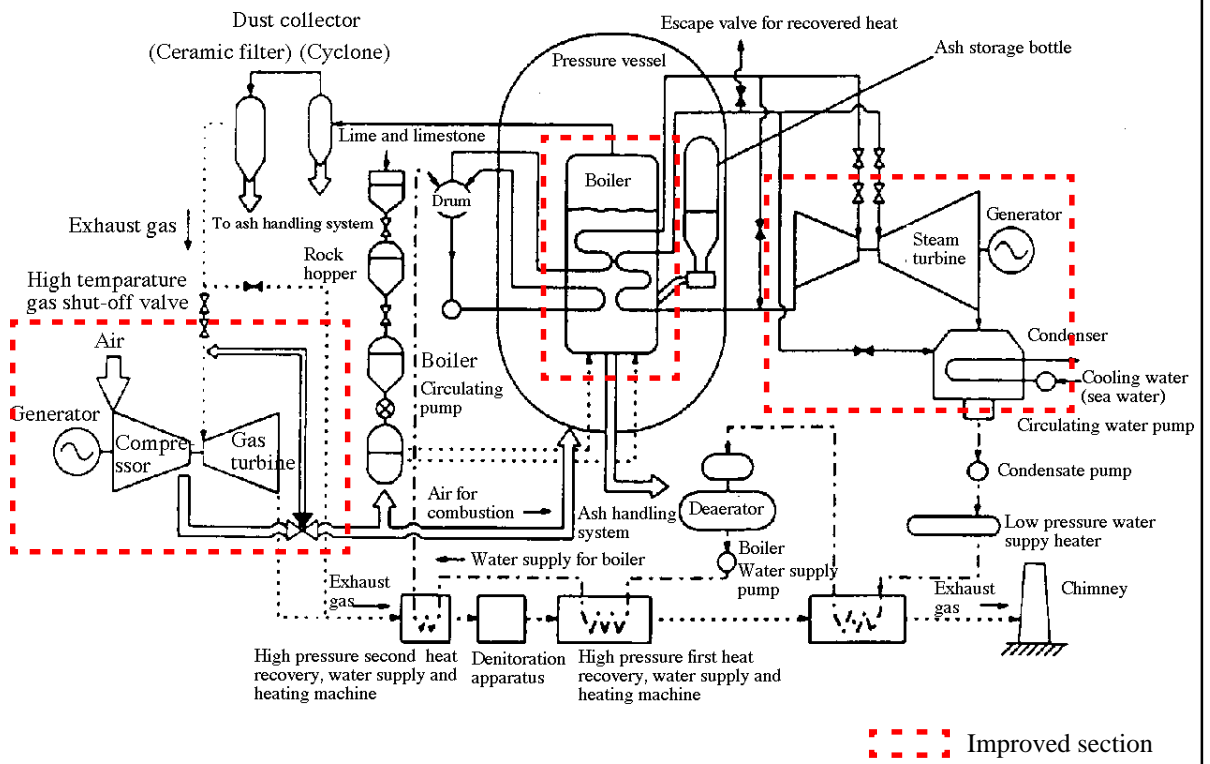 Dust collector
(Ceramic filter) (Cyclone)
Escape valve for recovered heat
Ash storage bottle
Pressure vessel
Lime and limestone
Boiler
Drum
Exhaust gas
To ash handling system
Rock
hopper
Steam
turbine
Generator
High temparature
gas shut-off valve
Air
Generator
Compre-
ssor
Gas
turbine
Boiler
Circulating
pump
Condenser
Cooling water
(sea water)
Circulating water pump
Condensate pump
Air for
combustion
Ash handling
system
Deaerator
Low pressure water
suppy heater
Water supply for boiler
Boiler
Water supply
pump
Exhaust
gas
Exhaust
gas
Chimney
High pressure second heat
recovery, water supply and
heating machine
Denitoration
apparatus
High pressure first heat
recovery, water supply and
heating machine
Improved section